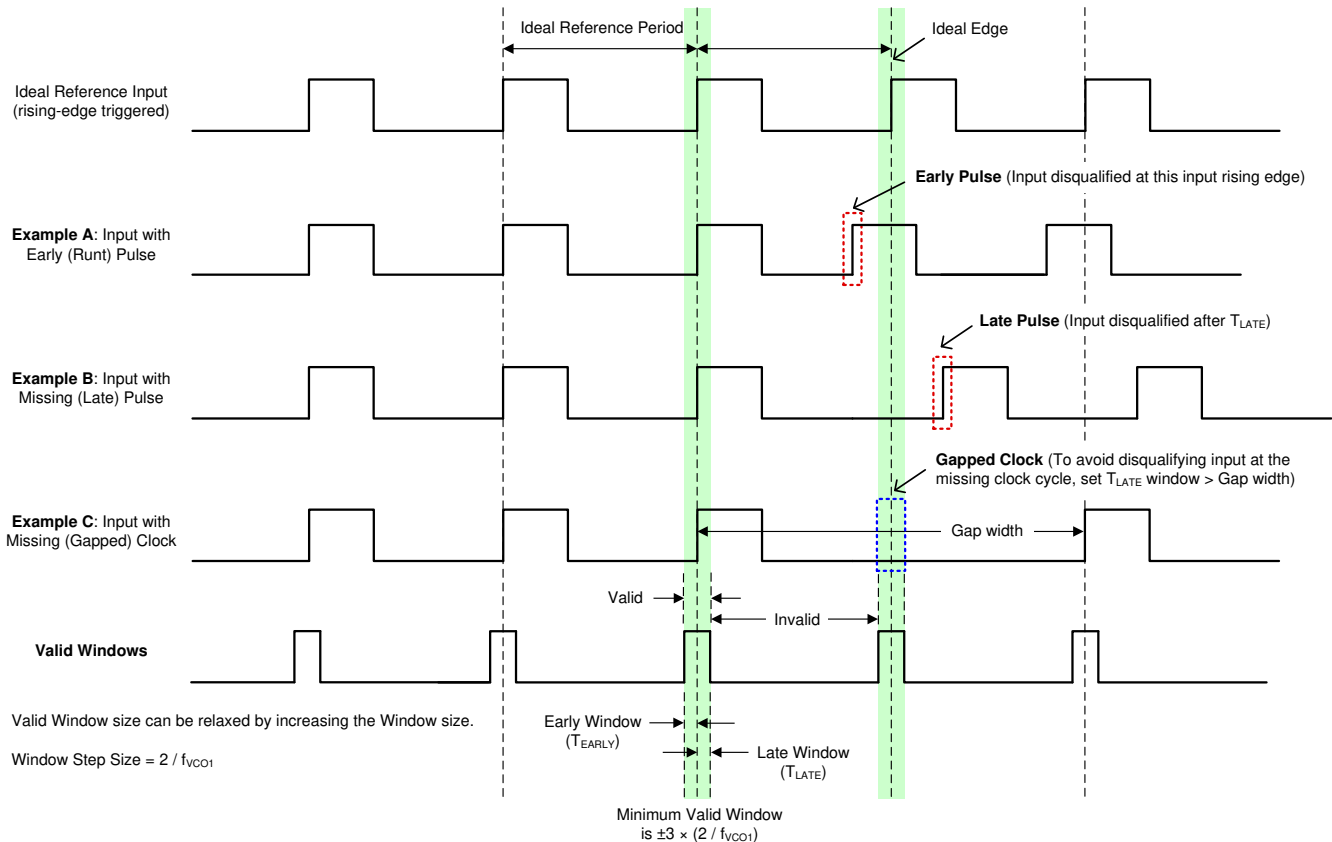 Ideal Reference Period
Ideal Edge
Ideal Reference Input
(rising-edge triggered)
Early Pulse (Input disqualified at this input rising edge)
Example A: Input with
Early (Runt) Pulse
Late Pulse (Input disqualified after TLATE)
Example B: Input with
Missing (Late) Pulse
Gapped Clock (To avoid disqualifying input at the
missing clock cycle, set TLATE window > Gap width)
Example C: Input with
Missing (Gapped) Clock
Gap width
Valid
Invalid
Valid Windows
Valid Window size can be relaxed by increasing the Window size.
Window Step Size = 2 / fVCO1
Early Window
(TEARLY)
Late Window
(TLATE)
Minimum Valid Window
is ±3 × (2 / fVCO1)